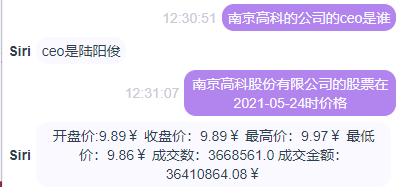 12:30:51 南京高科的公司的ceo是谁
Siri ceo是陆阳俊
12:31:07 南京高科股份有限公司的股票在
2021-05-24时价格
开盘价:9.89￥ 收盘价：9.89￥ 最高价：9.97￥ 最低
Siri 价：9.86￥ 成交数：3668561.0 成交金额：
36410864.08￥